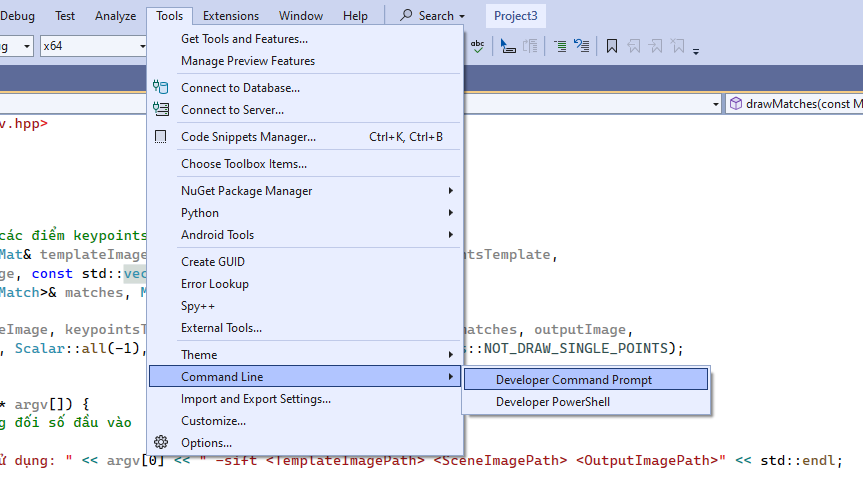 Debug Test Analyze Tools Extensions Window Help Search Project3
x64
Get Tools and Features...
Manage Preview Features
Connect to Database...
drawMatches(const M
Connect to Server...
v.hpp>
Code Snippets Manager... Ctrl+K, Ctrl+B
Choose Toolbox Items...
NuGet Package Manager
Python
các điểm keypoints
Android Tools
Mat& templateImage
ntsTemplate,
Create GUID
ge, const std::vec
Error Lookup
Match>& matches, M
Spy++
External Tools...
eImage, keypointsT
matches, outputImage,
, Scalar::all(-1),
s::NOT_DRAW_SINGLE_POINTS);
Theme
Command Line
Developer Command Prompt
Import and Export Settings...
Developer PowerShell
* argv[]) {
Customize...
g đối số đầu vào
Options...
ử dụng: " << argv[0] << " -sift <TemplateImagePath> <SceneImagePath> <OutputImagePath>" << std::endl;